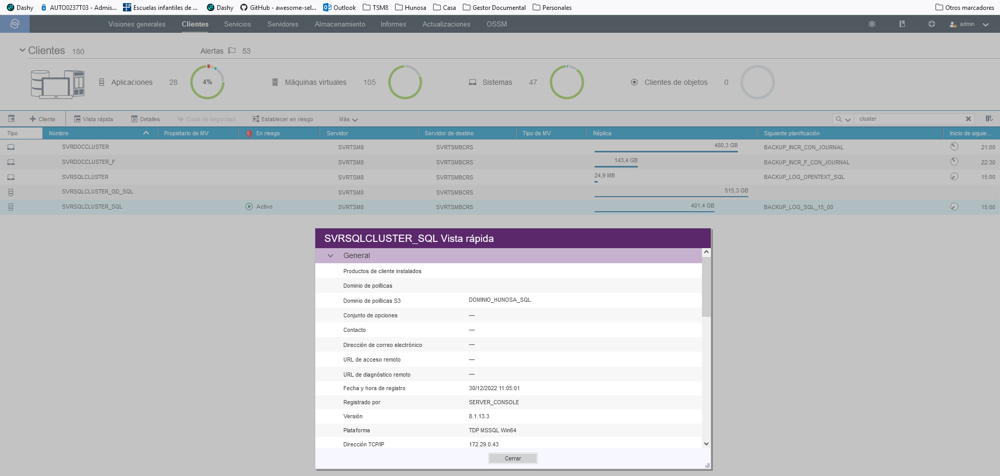 Dashy AUTO0237T03 - Admis... Escuelas infantiles de ... Dashy GitHub - awesome-sel... Outlook TSM8 Hunosa Casa Gestor Documental Personales Otros marcadores
Visiones generales Clientes Servicios Servidores Almacenamiento Informes Actualizaciones OSSM admin
Clientes 180 Alertas 53
Aplicaciones 28 4% Máquinas virtuales 105 Sistemas 47 Clientes de objetos 0
Cliente Vista rápida Detalles Copia de seguridad Establecer en riesgo Más cluster
Tipo Nombre Propietario de MV En riesgo Servidor Servidor de destino Tipo de MV Réplica Siguiente planificación Inicio de siguie...
SVRDOCCLUSTER SVRTSM8 SVRTSMBCRS 480,3 GB BACKUP_INCR_CON_JOURNAL 21:00
SVRDOCCLUSTER_F SVRTSM8 SVRTSMBCRS 143,4 GB BACKUP_INCR_F_CON_JOURNAL 22:30
SVRSQLCLUSTER SVRTSM8 SVRTSMBCRS 24,9 MB BACKUP_LOG_OPENTEXT_SQL 15:00
SVRSQLCLUSTER_GD_SQL SVRTSM8 SVRTSMBCRS 515,3 GB
SVRSQLCLUSTER_SQL Activo SVRTSM8 SVRTSMBCRS 401,4 GB BACKUP_LOG_SQL_15_00 15:00
SVRSQLCLUSTER_SQL Vista rápida
General
Productos de cliente instalados
Dominio de políticas
Dominio de políticas S3 DOMINIO_HUNOSA_SQL
Conjunto de opciones —
Contacto —
Dirección de correo electrónico —
URL de acceso remoto —
URL de diagnóstico remoto —
Fecha y hora de registro 30/12/2022 11:05:01
Registrado por SERVER_CONSOLE
Versión 8.1.13.3
Plataforma TDP MSSQL Win64
Dirección TCP/IP 172.29.0.43
Cerrar